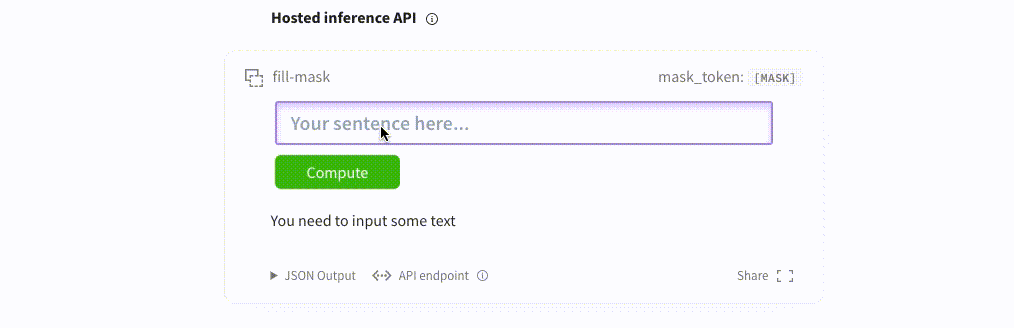 Hosted inference API
fill-mask mask_token: [MASK]
Your sentence here...
Compute
You need to input some text
JSON Output API endpoint Share